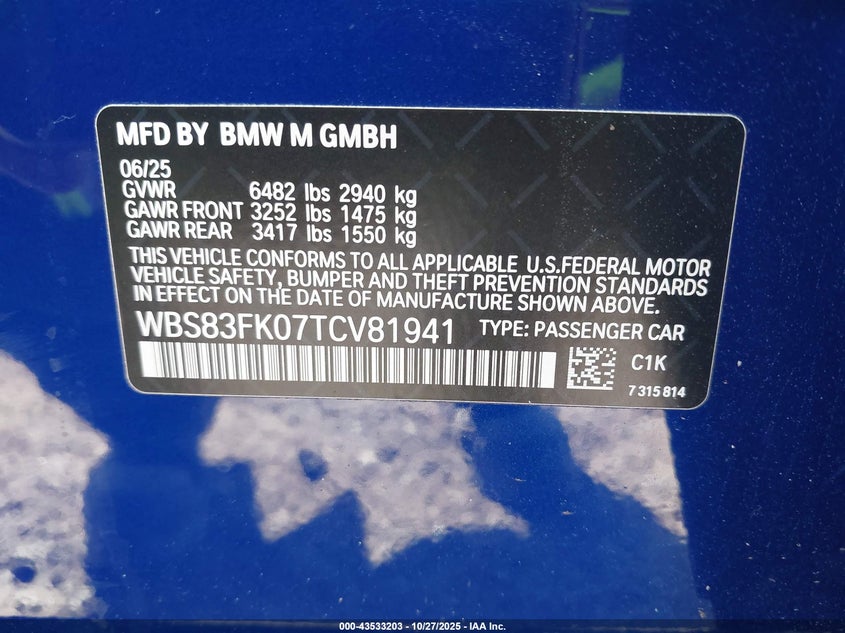 MFD BY BMW M GMBH
06/25
GVWR 6482 lbs 2940 kg
GAWR FRONT 3252 lbs 1475 kg
GAWR REAR 3417 lbs 1550 kg
THIS VEHICLE CONFORMS TO ALL APPLICABLE U.S.FEDERAL MOTOR
VEHICLE SAFETY, BUMPER AND THEFT PREVENTION STANDARDS
IN EFFECT ON THE DATE OF MANUFACTURE SHOWN ABOVE.
WBS83FK07TCV81941 TYPE: PASSENGER CAR
C1K
7 315 814
000-43533203 - 10/27/2025 - IAA Inc.